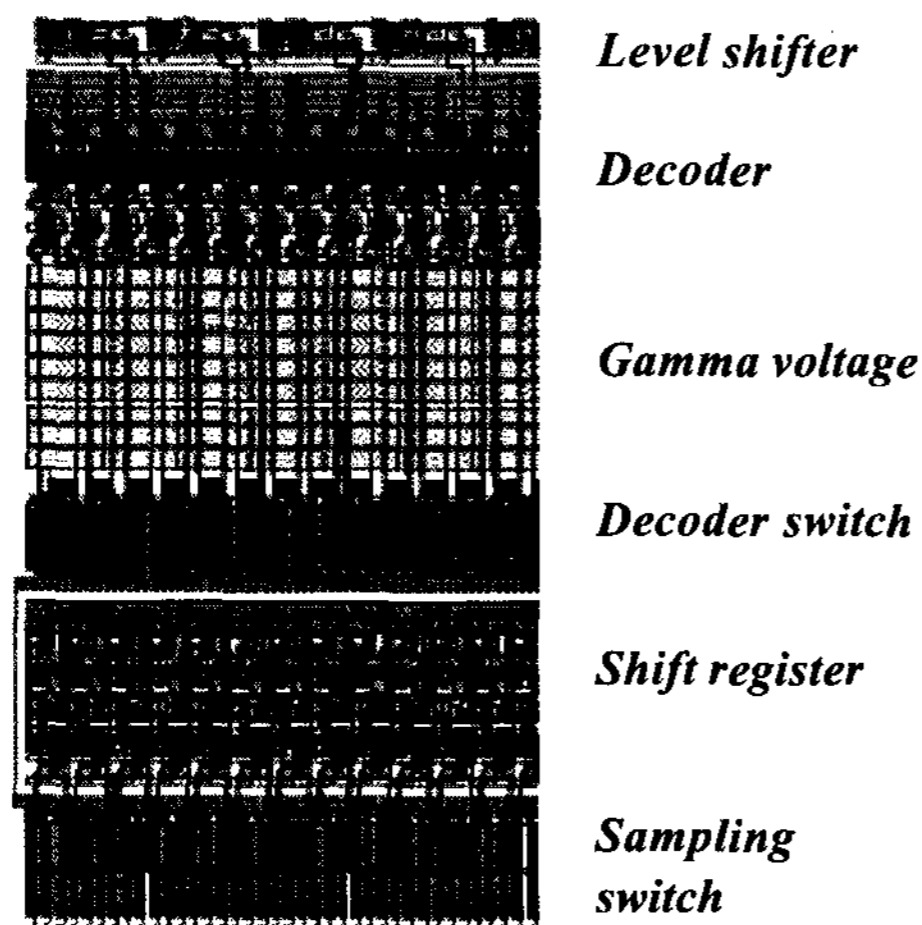 Level shifter
Decoder
Gamma voltage
Decoder switch
Shift register
Sampling
switch